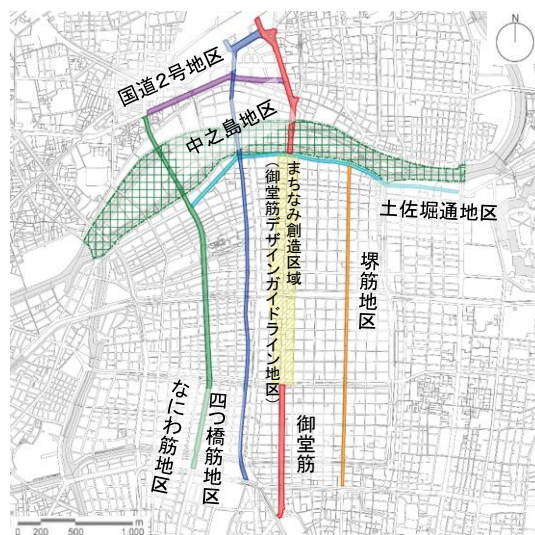 N
国道2号地区
中之島地区
土佐堀通地区
まちなみ創造区域
(御堂筋デザインガイドライン地区)
堺筋地区
なにわ筋地区
四つ橋筋地区
御堂筋
0 200 500 1,000 m